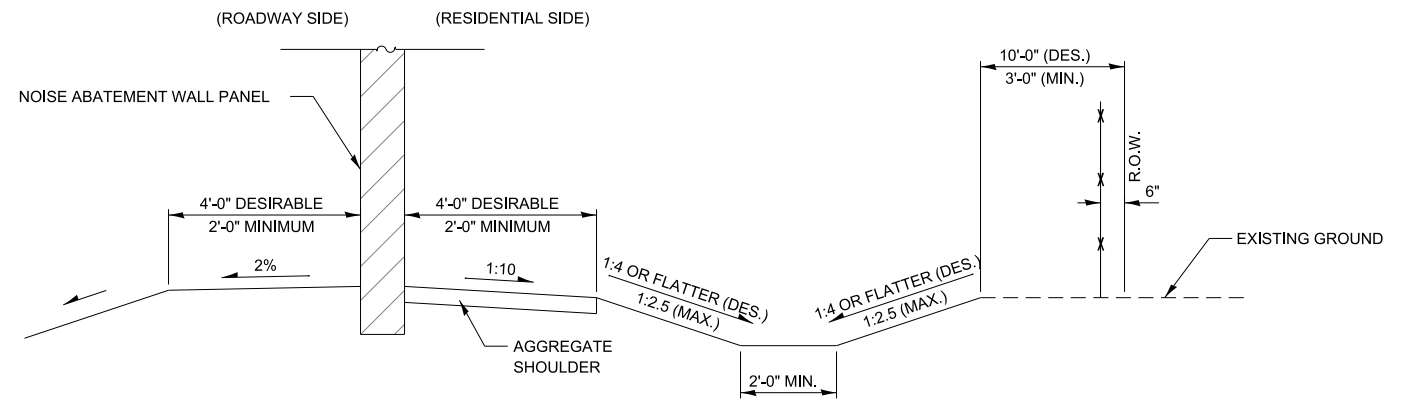 (ROADWAY SIDE)
(RESIDENTIAL SIDE)
10'-0" (DES.)
3'-0" (MIN.)
NOISE ABATEMENT WALL PANEL
R.O.W.
6"
4'-0" DESIRABLE
2'-0" MINIMUM
4'-0" DESIRABLE
2'-0" MINIMUM
EXISTING GROUND
2%
1:10
1:4 OR FLATTER (DES.)
1:2.5 (MAX.)
1:4 OR FLATTER (DES.)
1:2.5 (MAX.)
AGGREGATE
SHOULDER
2'-0" MIN.